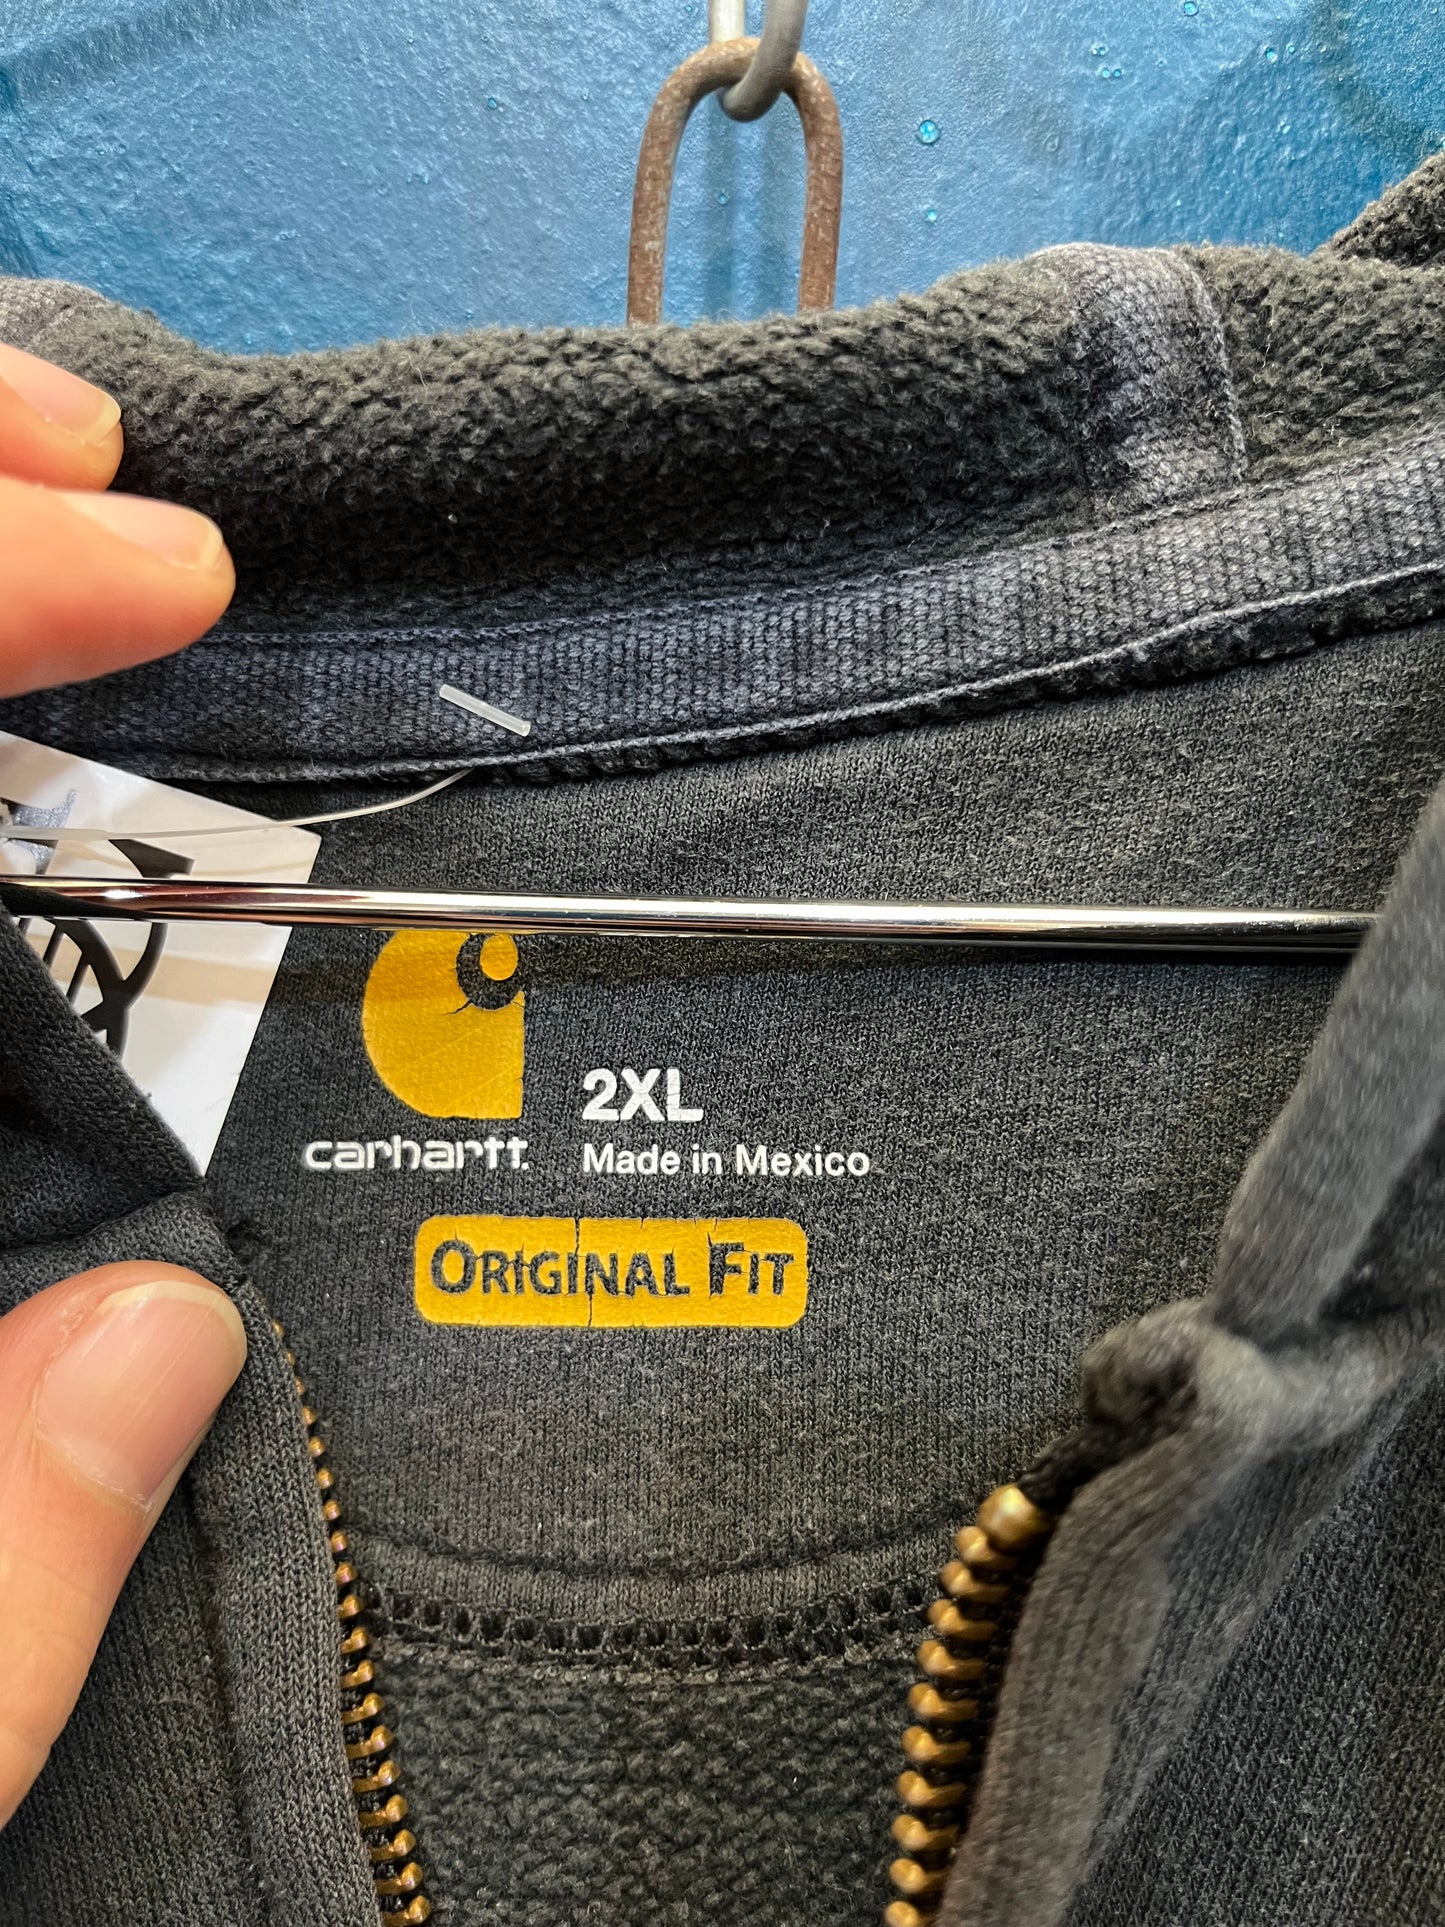 2XL
carhartt.
Made in Mexico
ORIGINAL FIT